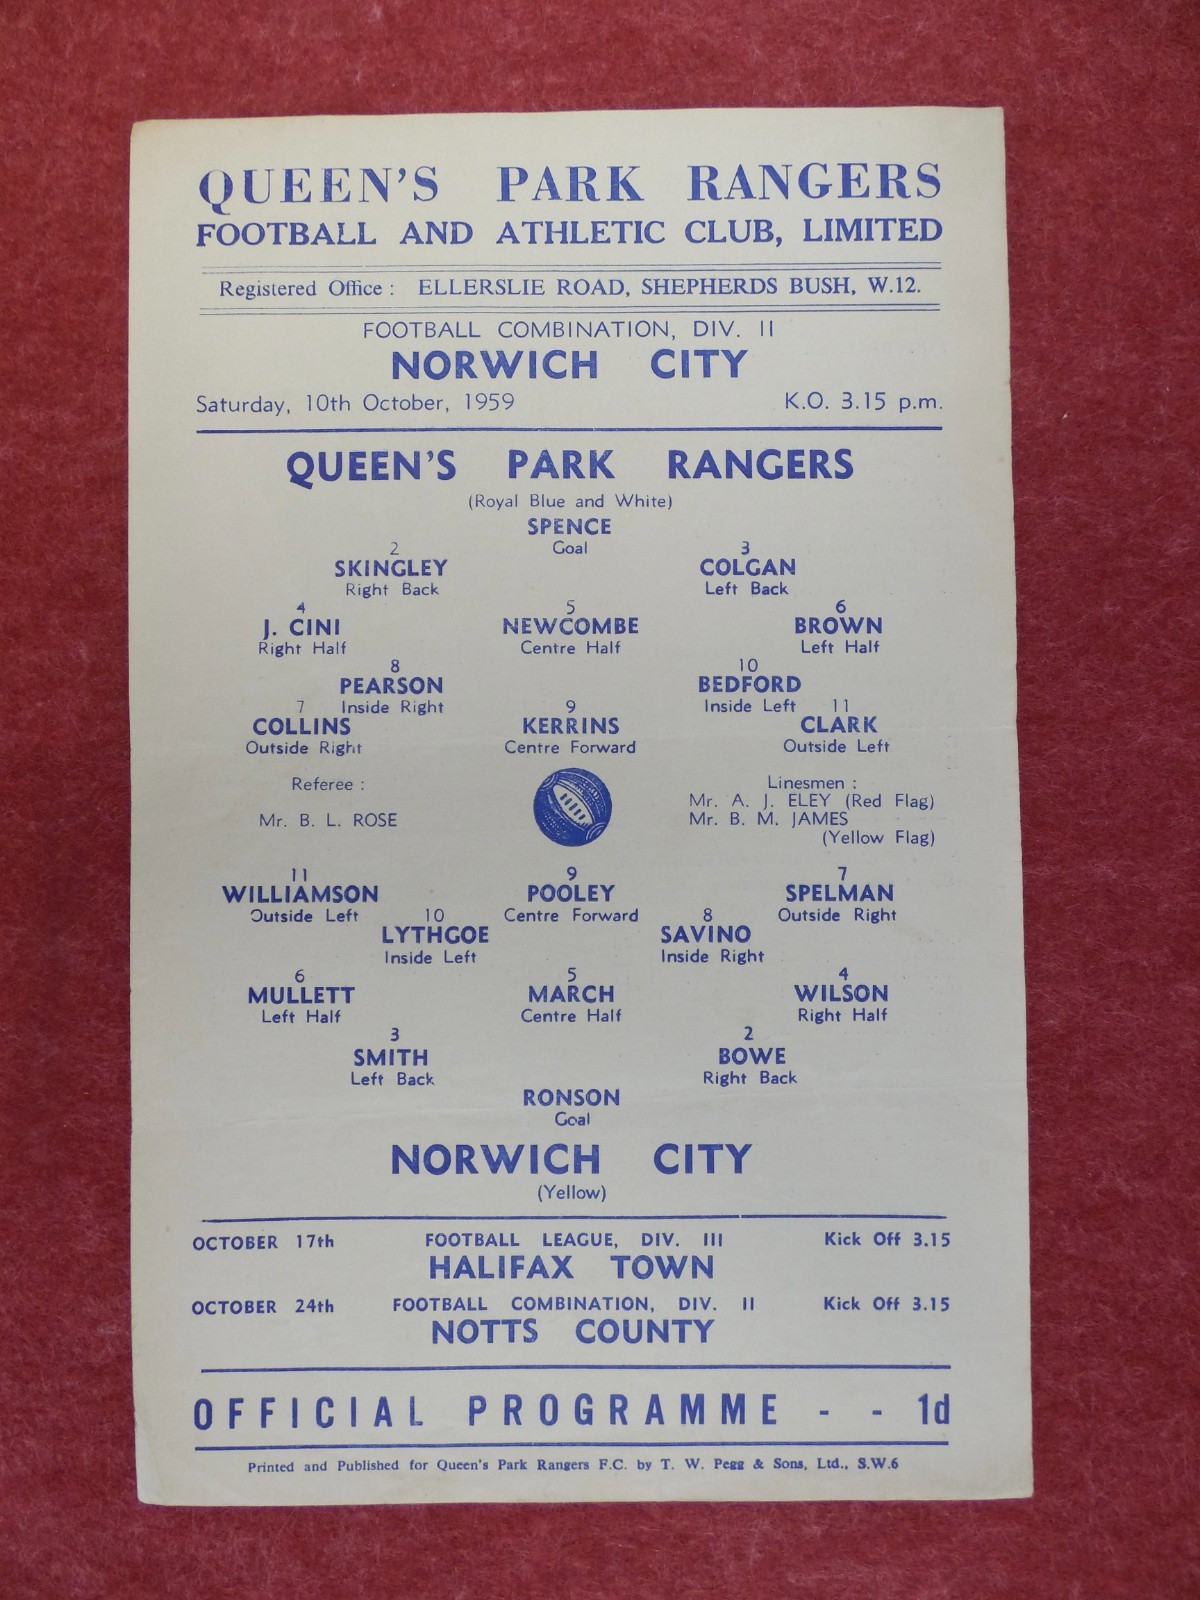 QUEEN'S PARK RANGERS
FOOTBALL AND ATHLETIC CLUB, LIMITED
Registered Office : ELLERSLIE ROAD, SHEPHERDS BUSH, W.12.
FOOTBALL COMBINATION, DIV. II
NORWICH CITY
Saturday, 10th October, 1959 K.O. 3.15 p.m.
QUEEN'S PARK RANGERS
(Royal Blue and White)
SPENCE
Goal
2 3
SKINGLEY COLGAN
Right Back Left Back
4 5 6
J. CINI NEWCOMBE BROWN
Right Half Centre Half Left Half
8 10
PEARSON BEDFORD
Inside Right Inside Left
7 9 11
COLLINS KERRINS CLARK
Outside Right Centre Forward Outside Left
Referee : Linesmen :
Mr. A. J. ELEY (Red Flag)
Mr. B. L. ROSE Mr. B. M. JAMES
(Yellow Flag)
11 9 7
WILLIAMSON POOLEY SPELMAN
Outside Left Centre Forward Outside Right
10 8
LYTHGOE SAVINO
Inside Left Inside Right
6 5 4
MULLETT MARCH WILSON
Left Half Centre Half Right Half
3 2
SMITH BOWE
Left Back Right Back
RONSON
Goal
NORWICH CITY
(Yellow)
OCTOBER 17th FOOTBALL LEAGUE, DIV. III Kick Off 3.15
HALIFAX TOWN
OCTOBER 24th FOOTBALL COMBINATION, DIV. II Kick Off 3.15
NOTTS COUNTY
OFFICIAL PROGRAMME - - 1d
Printed and Published for Queen's Park Rangers F.C. by T. W. Pegg & Sons, Ltd., S.W.6